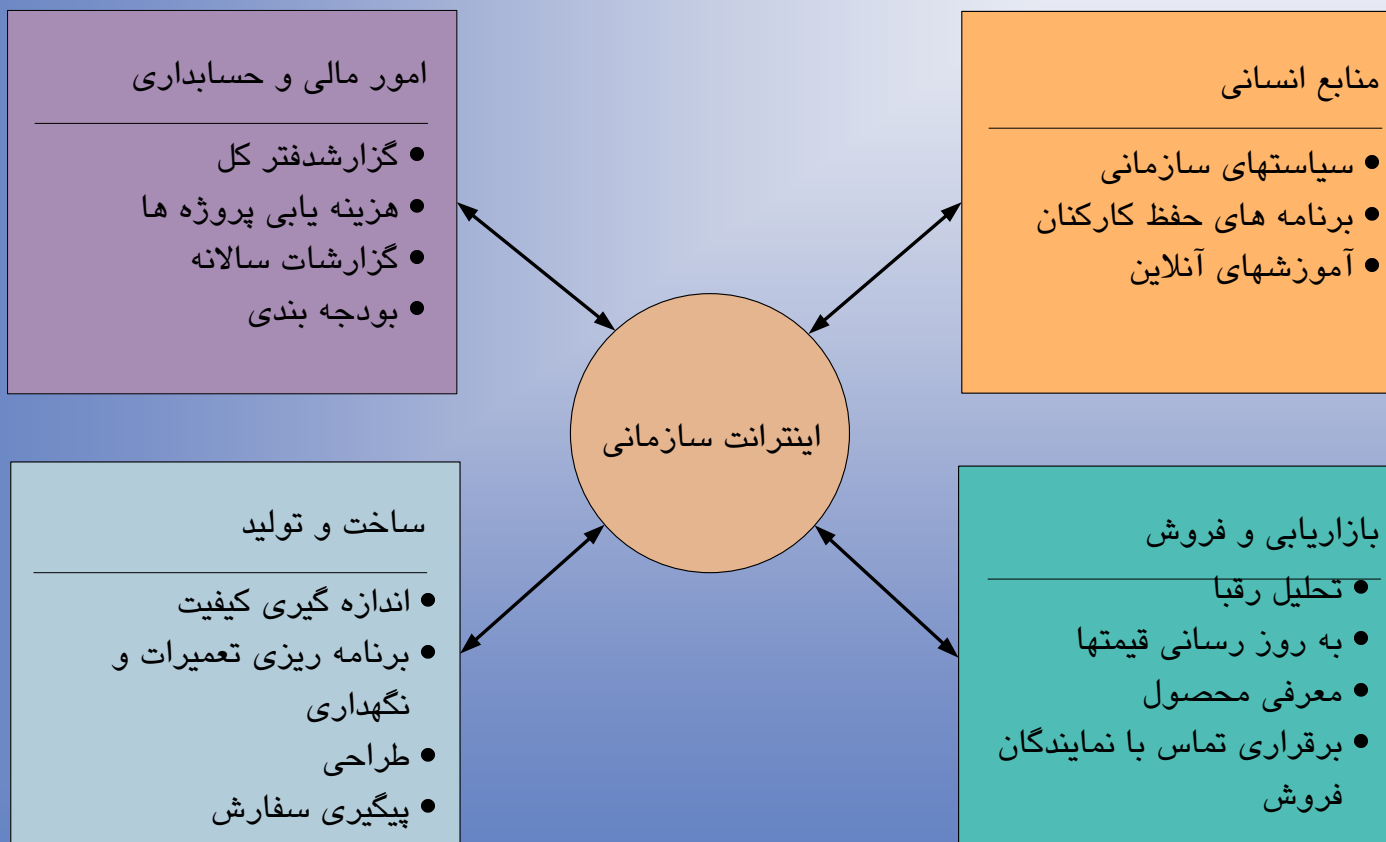 منابع انسانی
سیاستهای سازمانی
برنامه های حفظ کارکنان
آموزشهای آنلاین
امور مالی و حسابداری
گزارشدفتر کل
هزینه یابی پروژه ها
گزارشات سالانه
بودجه بندی
اینترانت سازمانی
بازاریابی و فروش
تحلیل رقبا
به روز رسانی قیمتها
معرفی محصول
برقراری تماس با نمایندگان
فروش
ساخت و تولید
اندازه گیری کیفیت
برنامه ریزی تعمیرات و
نگهداری
طراحی
پیگیری سفارش